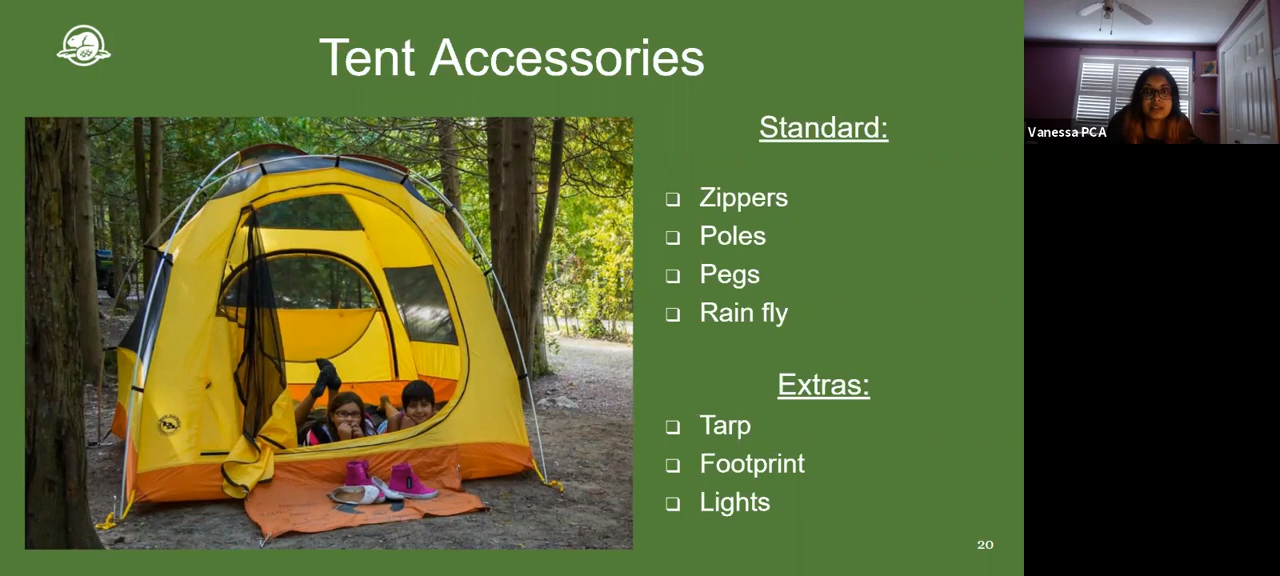 Tent Accessories
Standard:
Zippers
Poles
Pegs
Rain fly
Extras:
Tarp
Footprint
Lights
20
Vanessa PCA